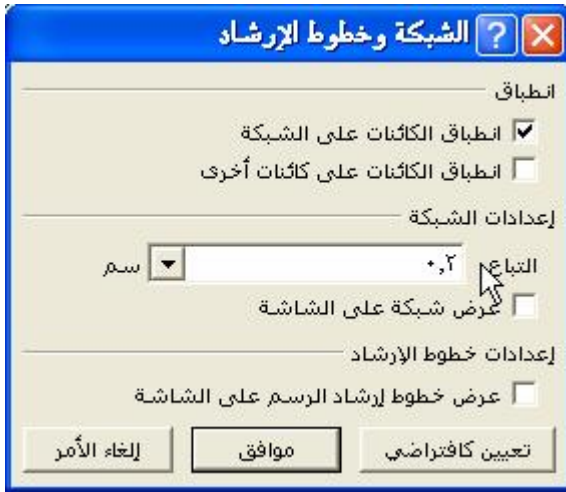 الشبكة وخطوط الإرشاد
انطباق
انطباق الكائنات على الشبكة
انطباق الكائنات على كائنات أخرى
إعدادات الشبكة
٠,٢ سم
عرض شبكة على الشاشة
إعدادات خطوط الإرشاد
عرض خطوط إرشاد الرسم على الشاشة
تعيين كافتراضي موافق إلغاء الأمر